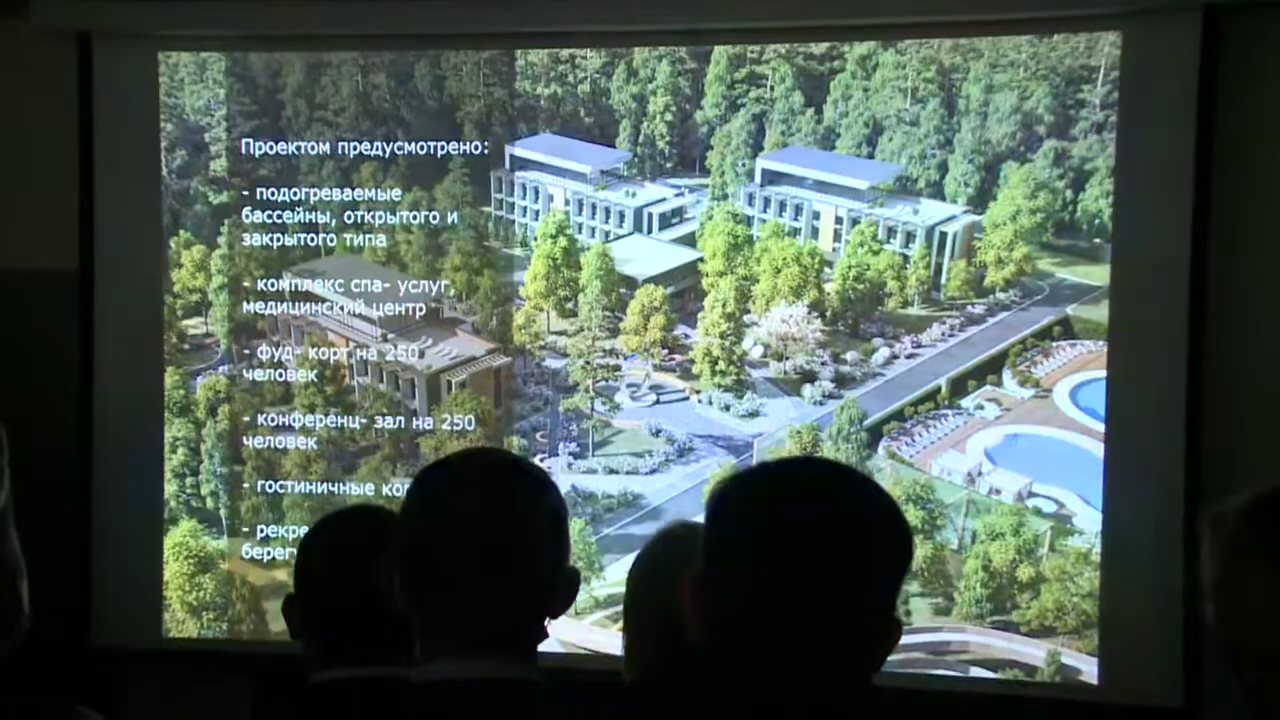 Проектом предусмотрено:
- подогреваемые
бассейны, открытого и
закрытого типа
- комплекс спа- услуг,
медицинский центр
- фуд- корт на 250
человек
- конференц- зал на 250
человек
- гостиничные